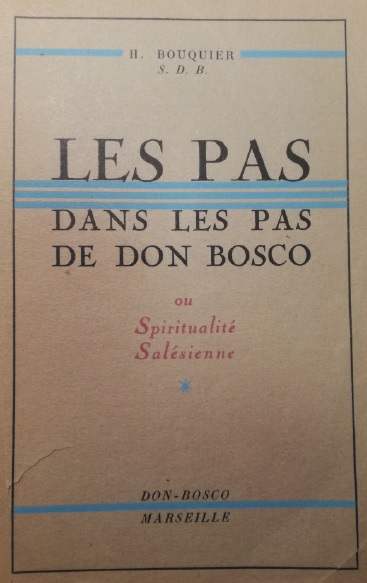 H. BOUQUIER
S. D. B.
LES PAS
DANS LES PAS
DE DON BOSCO
ou
Spiritualité
Salésienne
DON-BOSCO
MARSEILLE